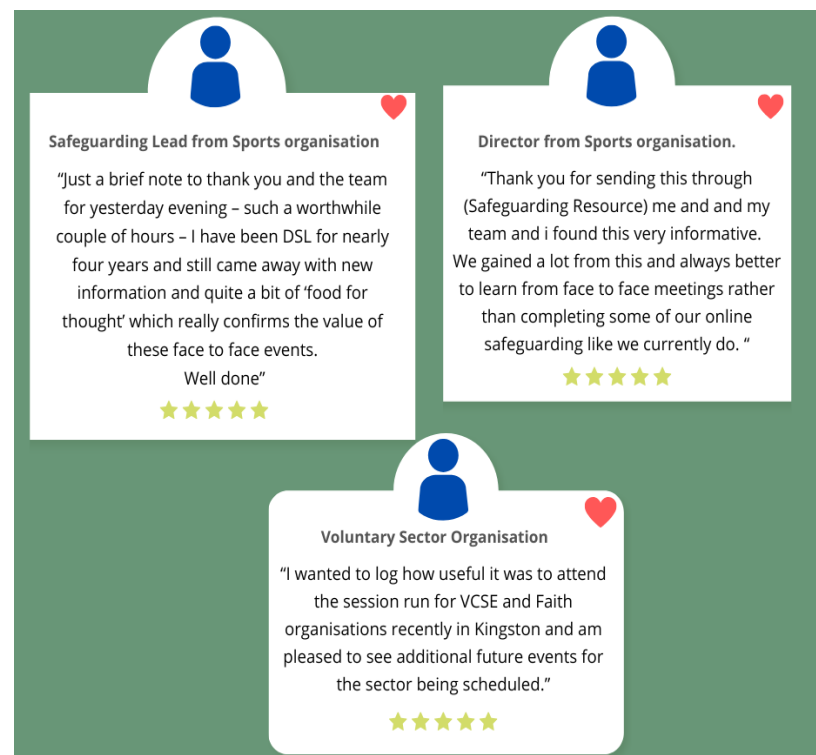 Safeguarding Lead from Sports organisation
“Just a brief note to thank you and the team
for yesterday evening – such a worthwhile
couple of hours – I have been DSL for nearly
four years and still came away with new
information and quite a bit of ‘food for
thought’ which really confirms the value of
these face to face events.
Well done”
Director from Sports organisation.
“Thank you for sending this through
(Safeguarding Resource) me and and my
team and i found this very informative.
We gained a lot from this and always better
to learn from face to face meetings rather
than completing some of our online
safeguarding like we currently do. “
Voluntary Sector Organisation
“I wanted to log how useful it was to attend
the session run for VCSE and Faith
organisations recently in Kingston and am
pleased to see additional future events for
the sector being scheduled.”